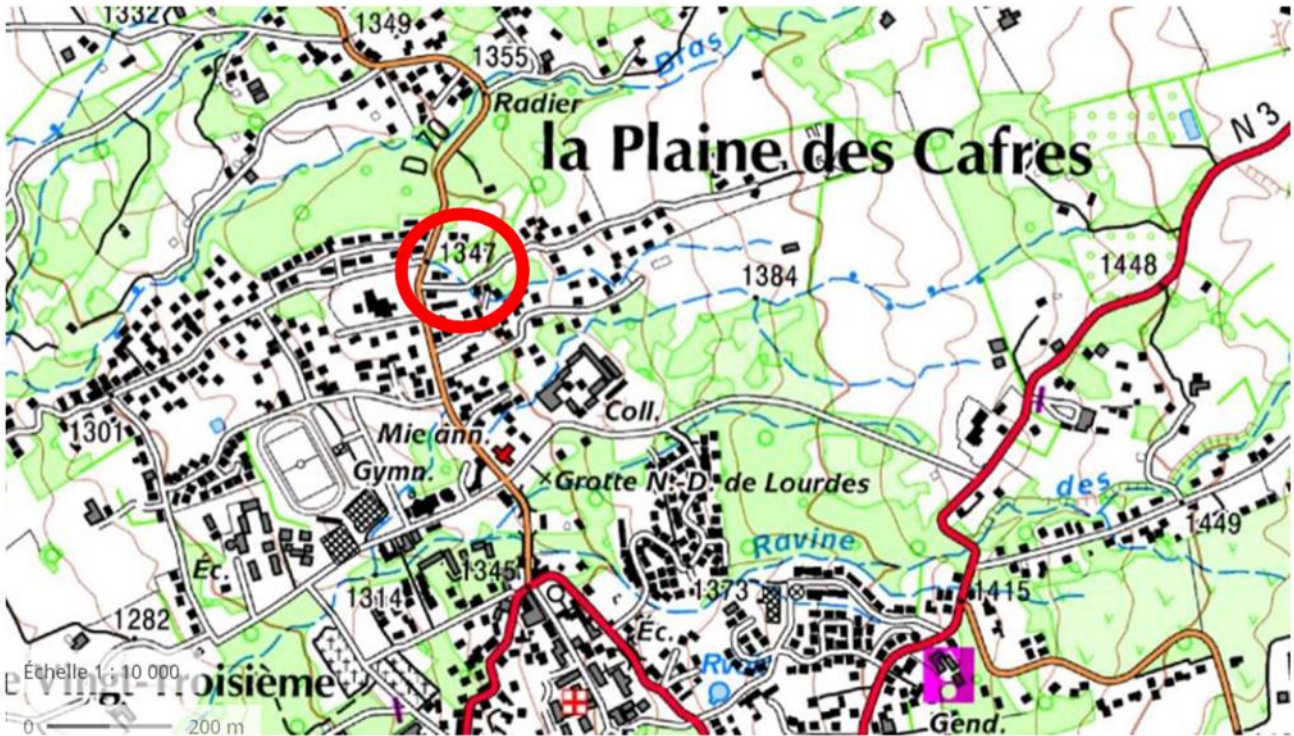 1332
1349
1355
Bras
Radier
la Plaine des Cafres
N 3
D 70
1347
1384
1448
Coll.
1301
Mie ann.
Gymn.
Grotte N.-D. de Lourdes
des
1449
Ravine
Éc.
1345
1314
1373
1415
1282
Éc.
Échelle 1 : 10 000
e Vingt-Troisième
0 200 m
Gend.